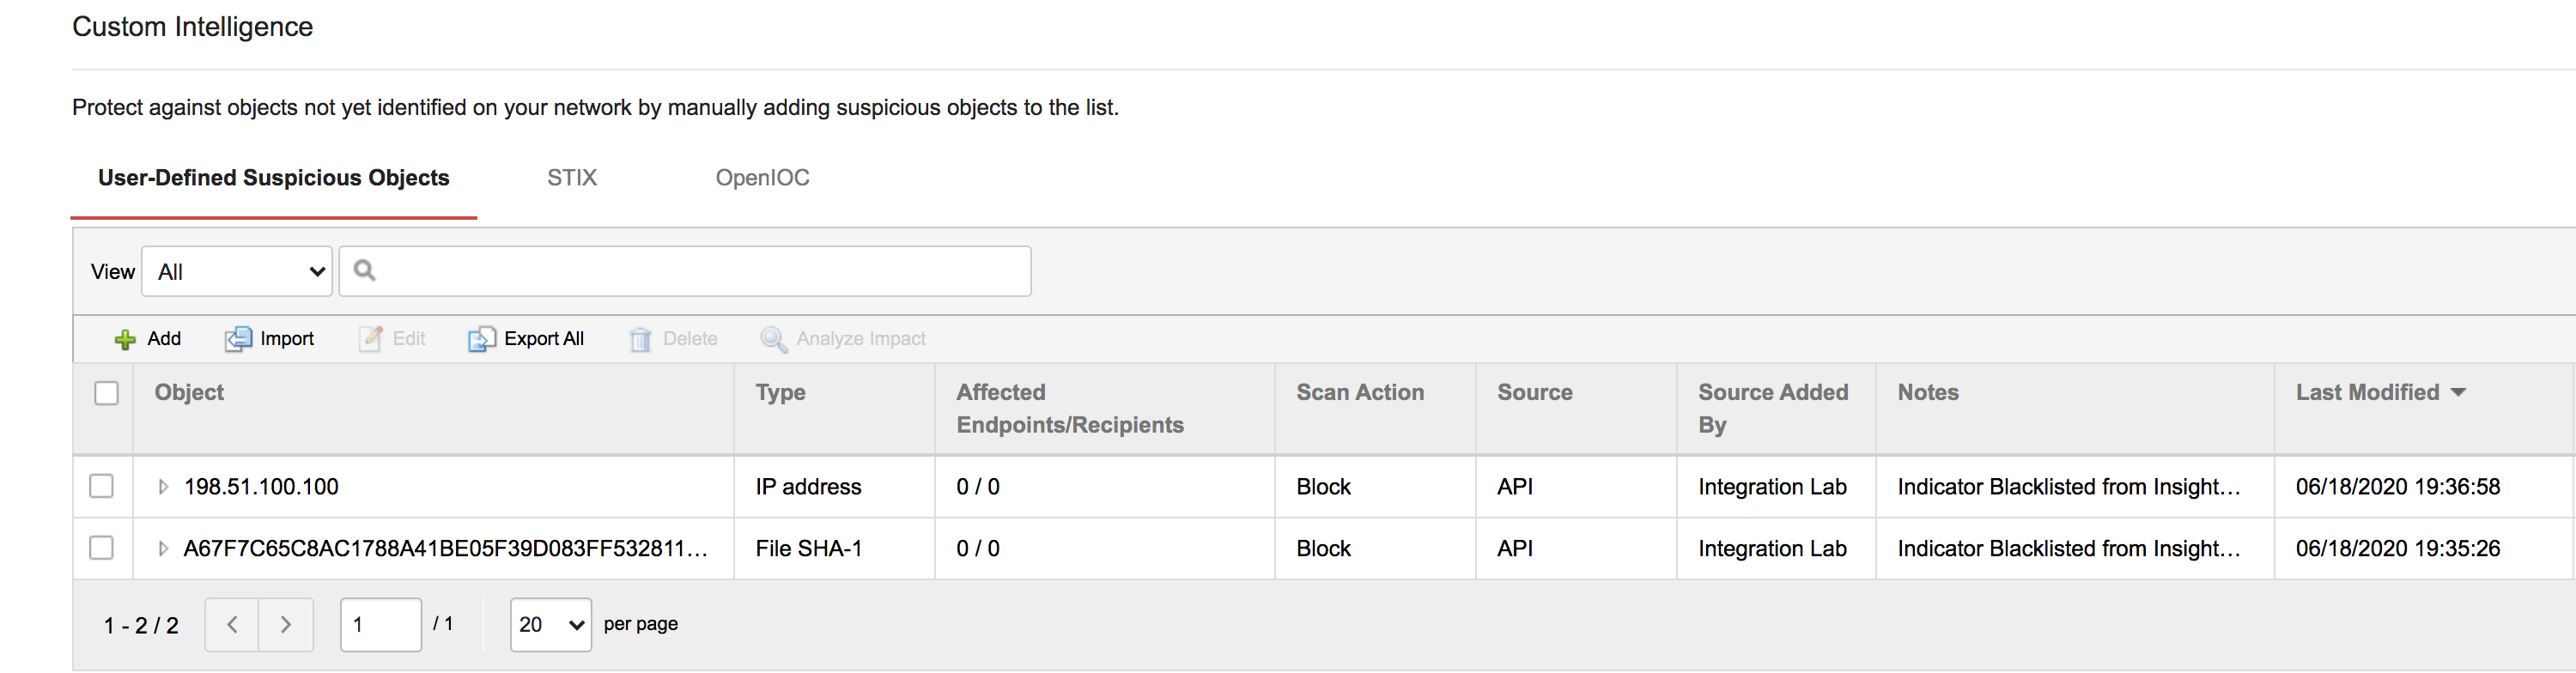 Custom Intelligence
Protect against objects not yet identified on your network by manually adding suspicious objects to the list.
User-Defined Suspicious Objects STIX OpenIOC
View All
Add Import Edit Export All Delete Analyze Impact
Object Type Affected Endpoints/Recipients Scan Action Source Source Added By Notes Last Modified
198.51.100.100 IP address 0 / 0 Block API Integration Lab Indicator Blacklisted from Insight... 06/18/2020 19:36:58
A67F7C65C8AC1788A41BE05F39D083FF532811... File SHA-1 0 / 0 Block API Integration Lab Indicator Blacklisted from Insight... 06/18/2020 19:35:26
1 - 2 / 2 1 / 1 20 per page